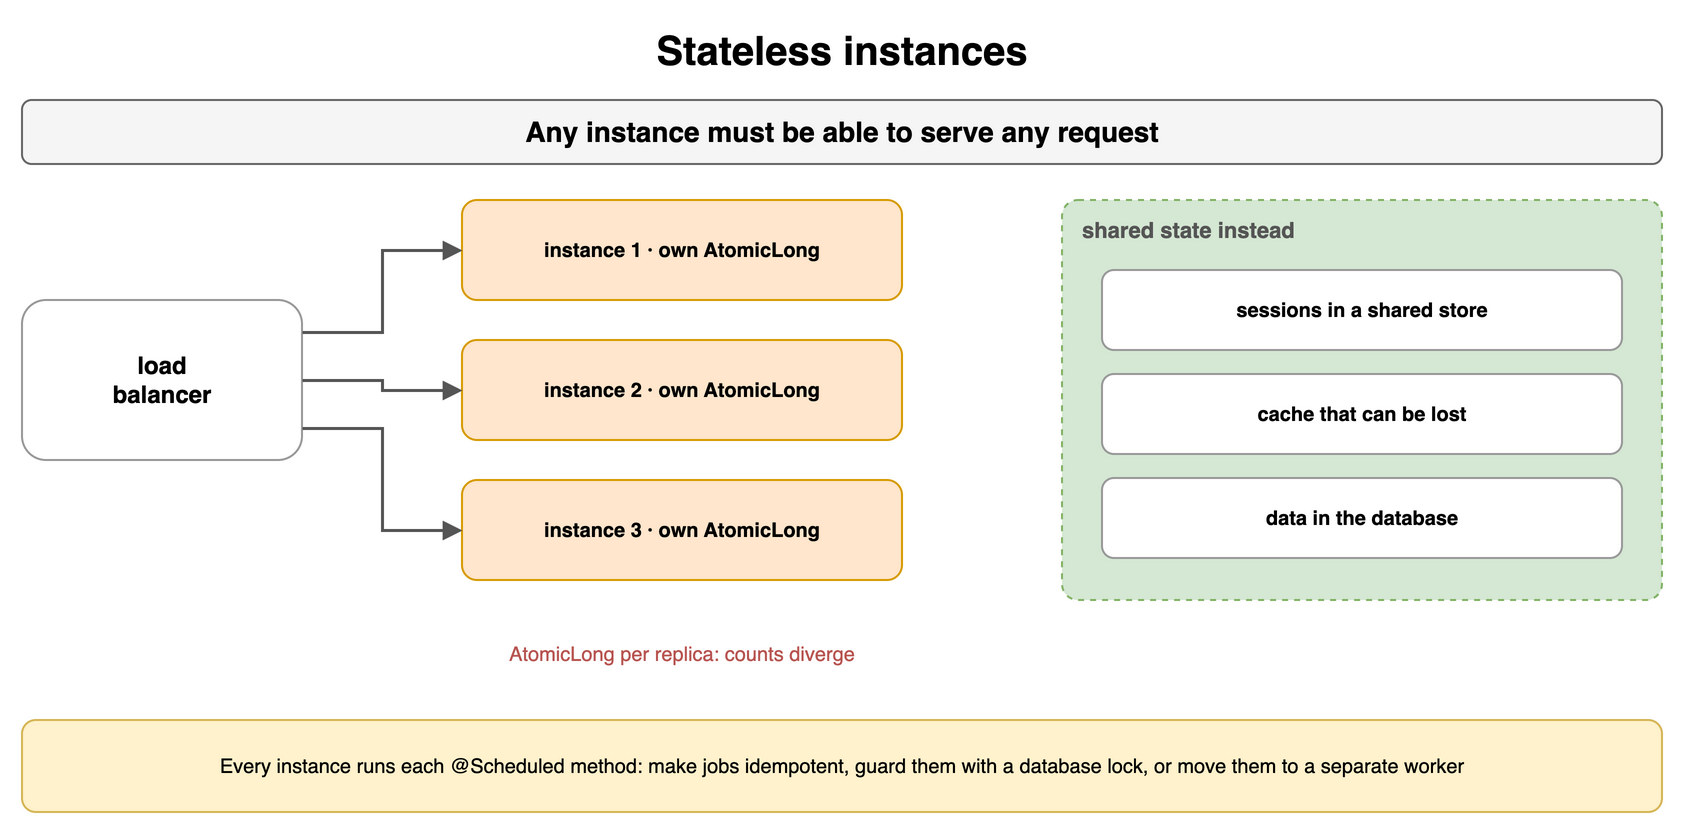 Stateless instances
Any instance must be able to serve any request
load
balancer
instance 1 · own AtomicLong
instance 2 · own AtomicLong
instance 3 · own AtomicLong
AtomicLong per replica: counts diverge
shared state instead
sessions in a shared store
cache that can be lost
data in the database
Every instance runs each @Scheduled method: make jobs idempotent, guard them with a database lock, or move them to a separate worker